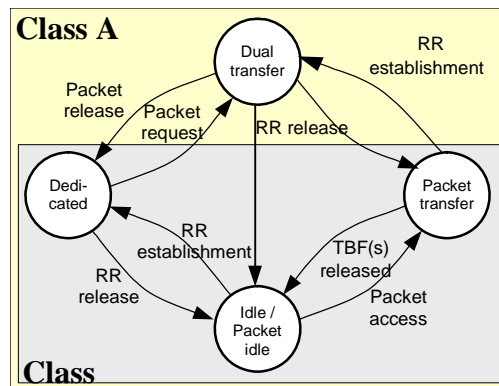 Class A
Dual
transfer
RR
establishment
Packet
release
Packet
request
RR release
Dedi-
cated
Packet
transfer
RR
establishment
TBF(s)
released
RR
release
Packet
access
Idle /
Packet
idle
Class